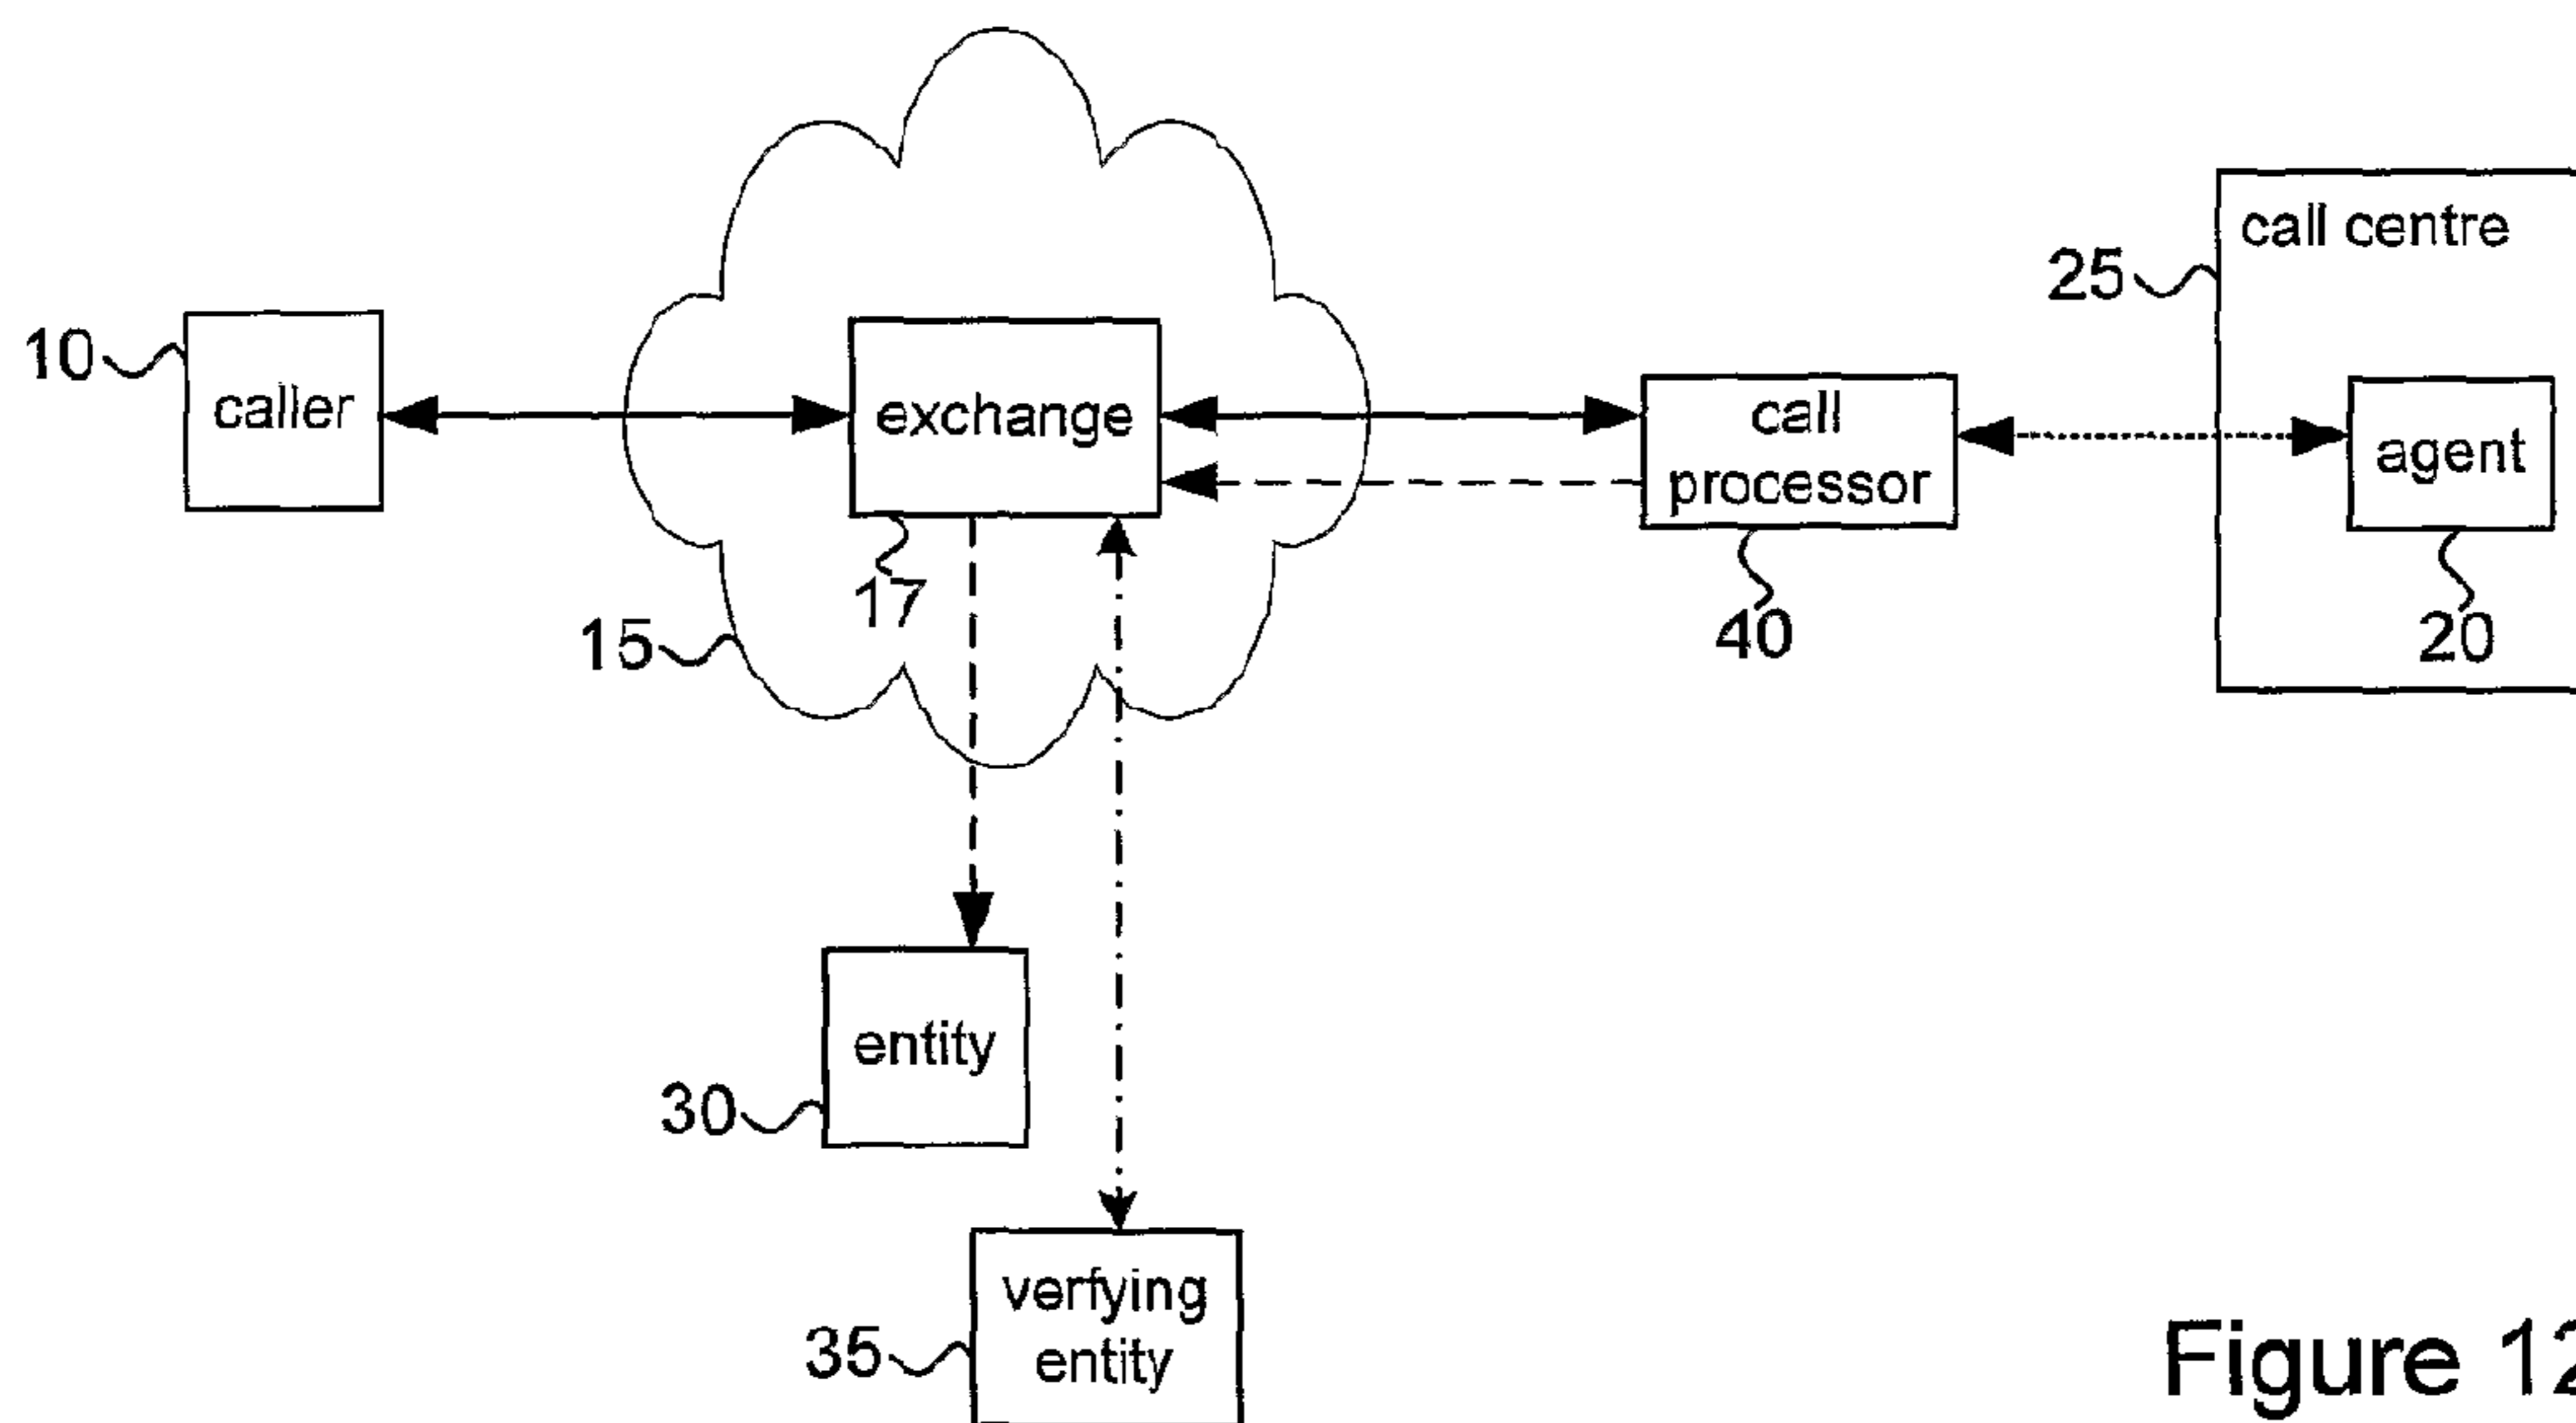 call centre
25
10
caller
exchange
call
processor
agent
17
15
40
20
entity
30
verfying
entity
35
Figure 12